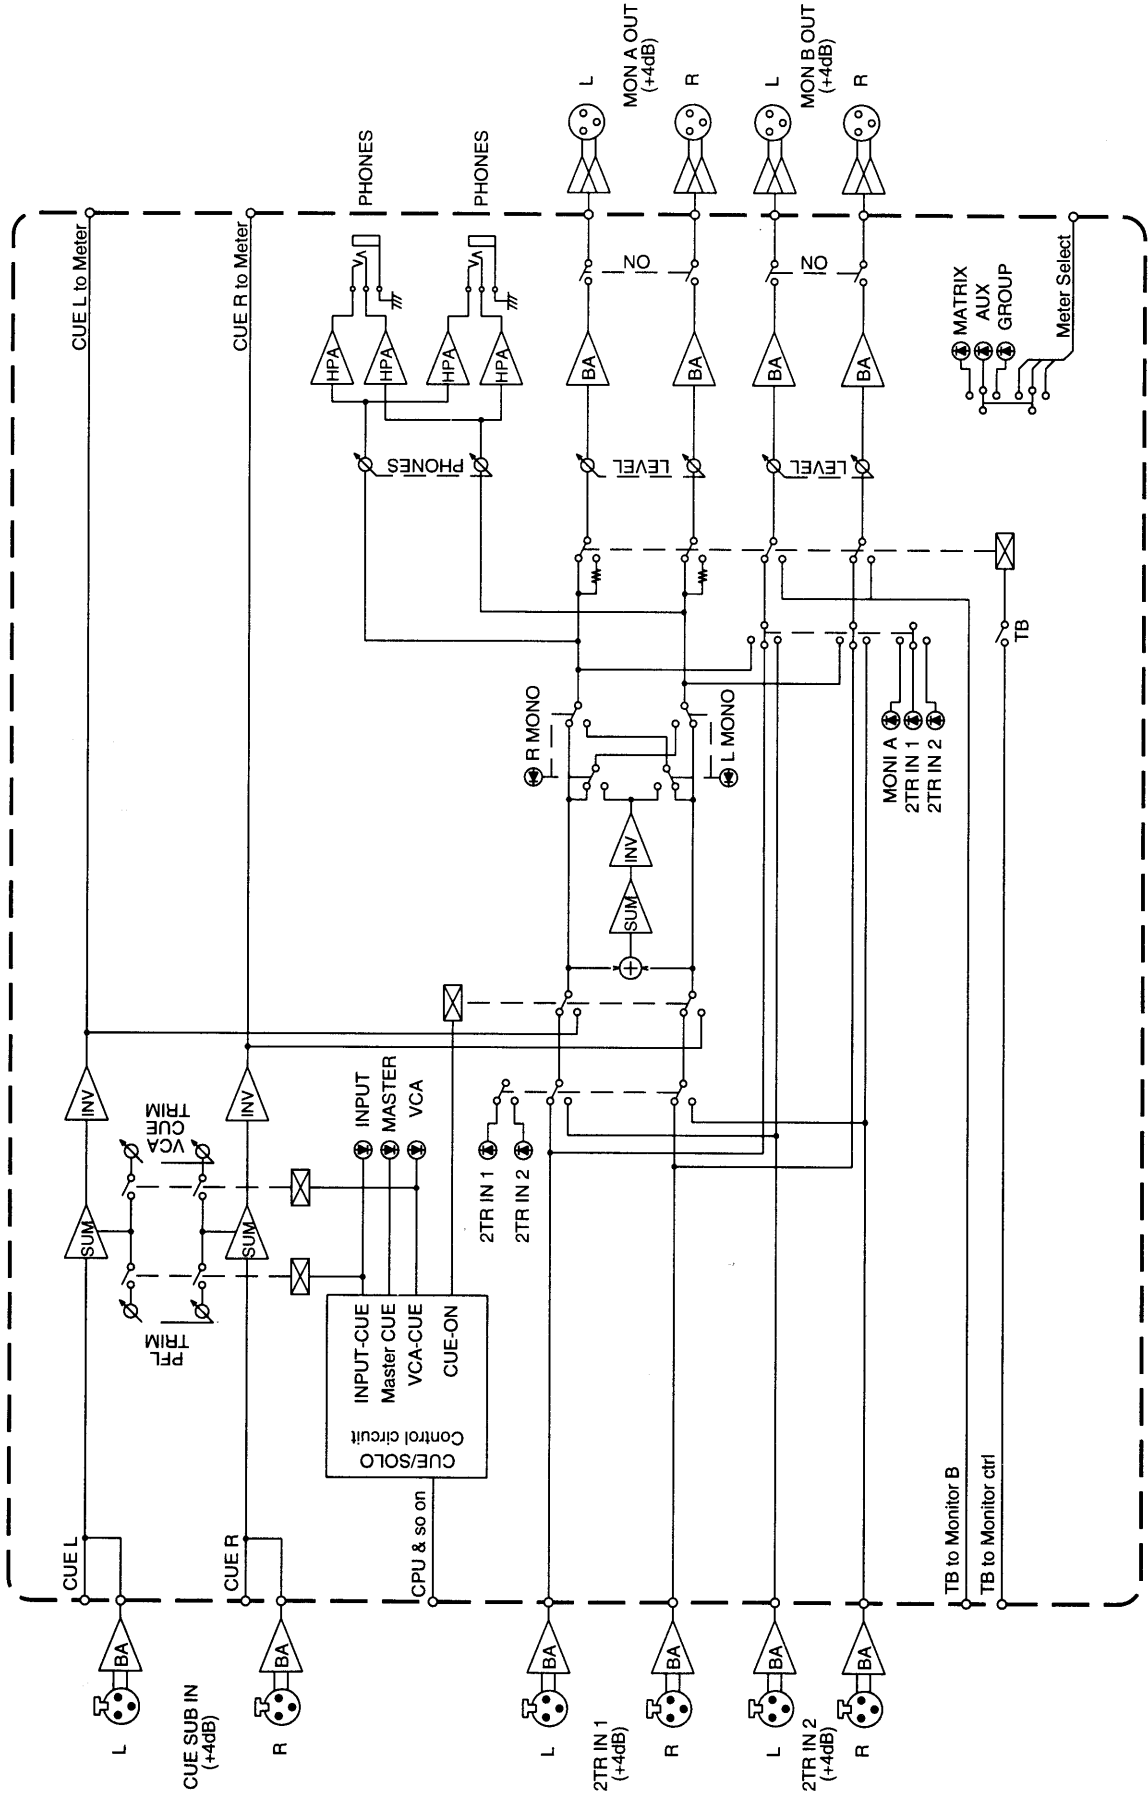 CUE SUB IN
(+4dB)
L
R
BA
BA
CUE L
CUE R
PFL
TRIM
SUM
SUM
VCA
CUE
TRIM
INV
INV
CUE L to Meter
CUE R to Meter
CPU & so on
CUE/SOLO
Control circuit
INPUT-CUE
Master CUE
VCA-CUE
CUE-ON
INPUT
MASTER
VCA
PHONES
HPA
HPA
HPA
HPA
PHONES
PHONES
2TR IN 1
(+4dB)
L
R
BA
BA
2TR IN 2
(+4dB)
L
R
BA
BA
2TR IN 1
2TR IN 2
SUM
INV
R MONO
L MONO
MONI A
2TR IN 1
2TR IN 2
LEVEL
LEVEL
BA
BA
BA
BA
ON
ON
L
MON A OUT
(+4dB)
R
L
MON B OUT
(+4dB)
R
TB to Monitor B
TB to Monitor ctrl
TB
MATRIX
AUX
GROUP
Meter Select